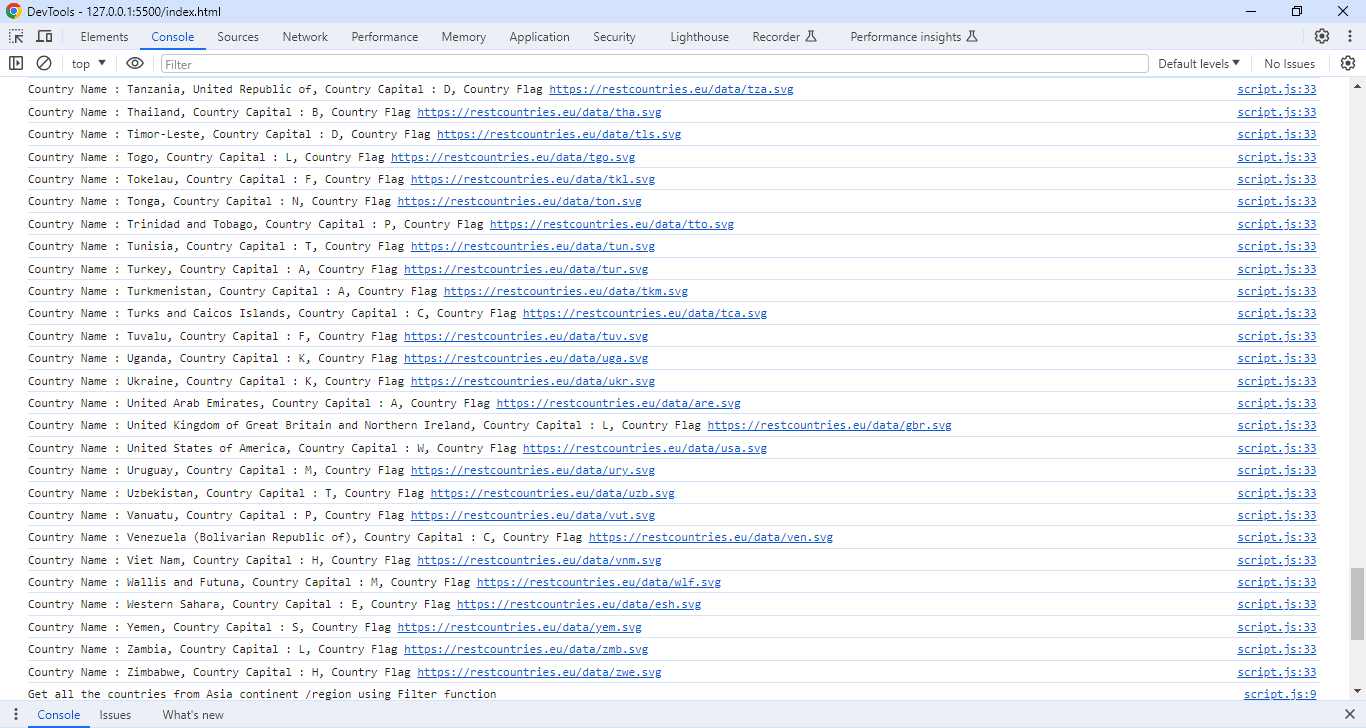 DevTools - 127.0.0.1:5500/index.html
Elements Console Sources Network Performance Memory Application Security Lighthouse Recorder Performance insights
top Filter Default levels No Issues
Country Name : Tanzania, United Republic of, Country Capital : D, Country Flag https://restcountries.eu/data/tza.svg script.js:33
Country Name : Thailand, Country Capital : B, Country Flag https://restcountries.eu/data/tha.svg script.js:33
Country Name : Timor-Leste, Country Capital : D, Country Flag https://restcountries.eu/data/tls.svg script.js:33
Country Name : Togo, Country Capital : L, Country Flag https://restcountries.eu/data/tgo.svg script.js:33
Country Name : Tokelau, Country Capital : F, Country Flag https://restcountries.eu/data/tkl.svg script.js:33
Country Name : Tonga, Country Capital : N, Country Flag https://restcountries.eu/data/ton.svg script.js:33
Country Name : Trinidad and Tobago, Country Capital : P, Country Flag https://restcountries.eu/data/tto.svg script.js:33
Country Name : Tunisia, Country Capital : T, Country Flag https://restcountries.eu/data/tun.svg script.js:33
Country Name : Turkey, Country Capital : A, Country Flag https://restcountries.eu/data/tur.svg script.js:33
Country Name : Turkmenistan, Country Capital : A, Country Flag https://restcountries.eu/data/tkm.svg script.js:33
Country Name : Turks and Caicos Islands, Country Capital : C, Country Flag https://restcountries.eu/data/tca.svg script.js:33
Country Name : Tuvalu, Country Capital : F, Country Flag https://restcountries.eu/data/tuv.svg script.js:33
Country Name : Uganda, Country Capital : K, Country Flag https://restcountries.eu/data/uga.svg script.js:33
Country Name : Ukraine, Country Capital : K, Country Flag https://restcountries.eu/data/ukr.svg script.js:33
Country Name : United Arab Emirates, Country Capital : A, Country Flag https://restcountries.eu/data/are.svg script.js:33
Country Name : United Kingdom of Great Britain and Northern Ireland, Country Capital : L, Country Flag https://restcountries.eu/data/gbr.svg script.js:33
Country Name : United States of America, Country Capital : W, Country Flag https://restcountries.eu/data/usa.svg script.js:33
Country Name : Uruguay, Country Capital : M, Country Flag https://restcountries.eu/data/ury.svg script.js:33
Country Name : Uzbekistan, Country Capital : T, Country Flag https://restcountries.eu/data/uzb.svg script.js:33
Country Name : Vanuatu, Country Capital : P, Country Flag https://restcountries.eu/data/vut.svg script.js:33
Country Name : Venezuela (Bolivarian Republic of), Country Capital : C, Country Flag https://restcountries.eu/data/ven.svg script.js:33
Country Name : Viet Nam, Country Capital : H, Country Flag https://restcountries.eu/data/vnm.svg script.js:33
Country Name : Wallis and Futuna, Country Capital : M, Country Flag https://restcountries.eu/data/wlf.svg script.js:33
Country Name : Western Sahara, Country Capital : E, Country Flag https://restcountries.eu/data/esh.svg script.js:33
Country Name : Yemen, Country Capital : S, Country Flag https://restcountries.eu/data/yem.svg script.js:33
Country Name : Zambia, Country Capital : L, Country Flag https://restcountries.eu/data/zmb.svg script.js:33
Country Name : Zimbabwe, Country Capital : H, Country Flag https://restcountries.eu/data/zwe.svg script.js:33
Get all the countries from Asia continent /region using Filter function script.js:9
Console Issues What's new